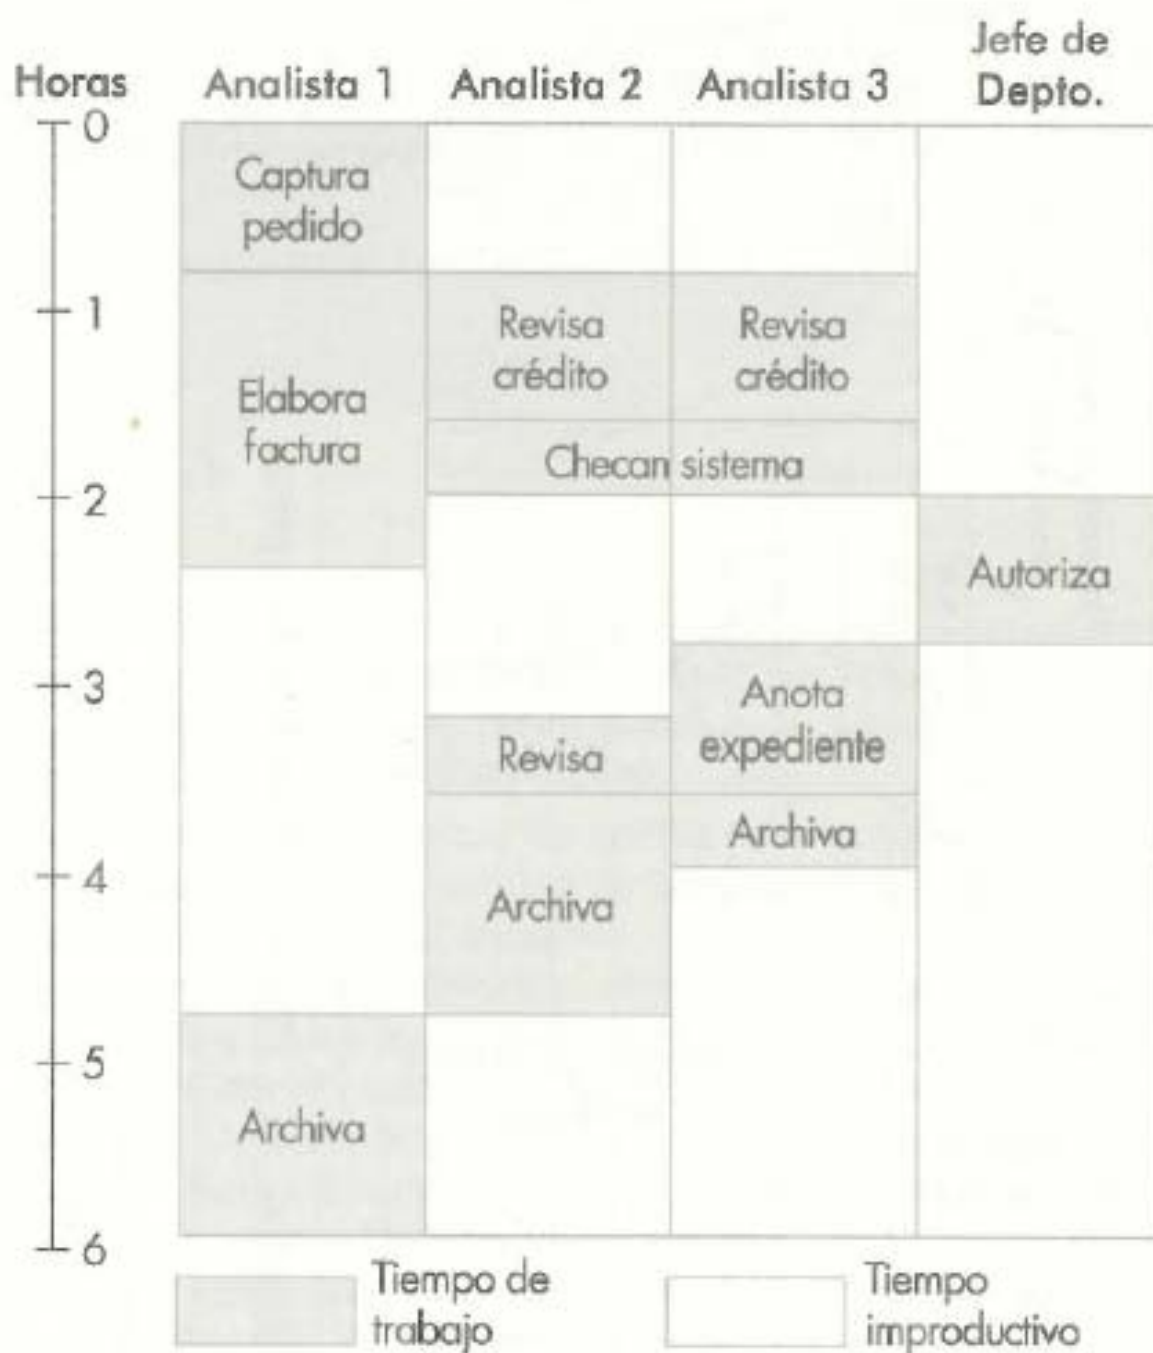 Horas
Analista 1
Analista 2
Analista 3
Jefe de
Depto.
0
1
2
3
4
5
6
Captura
pedido
Elabora
factura
Revisa
crédito
Revisa
crédito
Checan sistema
Autoriza
Anota
expediente
Revisa
Archiva
Archiva
Archiva
Tiempo de
trabajo
Tiempo
improductivo